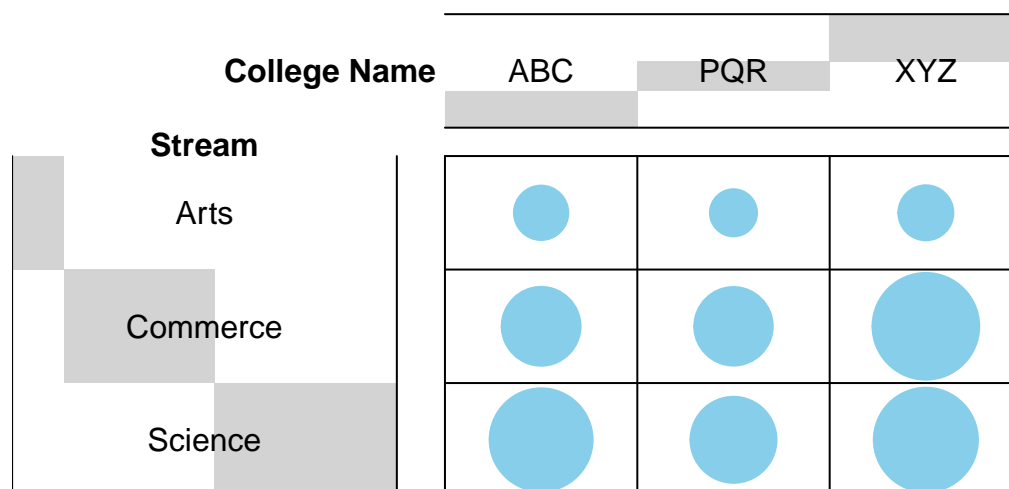 College Name ABC PQR XYZ
Stream
Arts
Commerce
Science